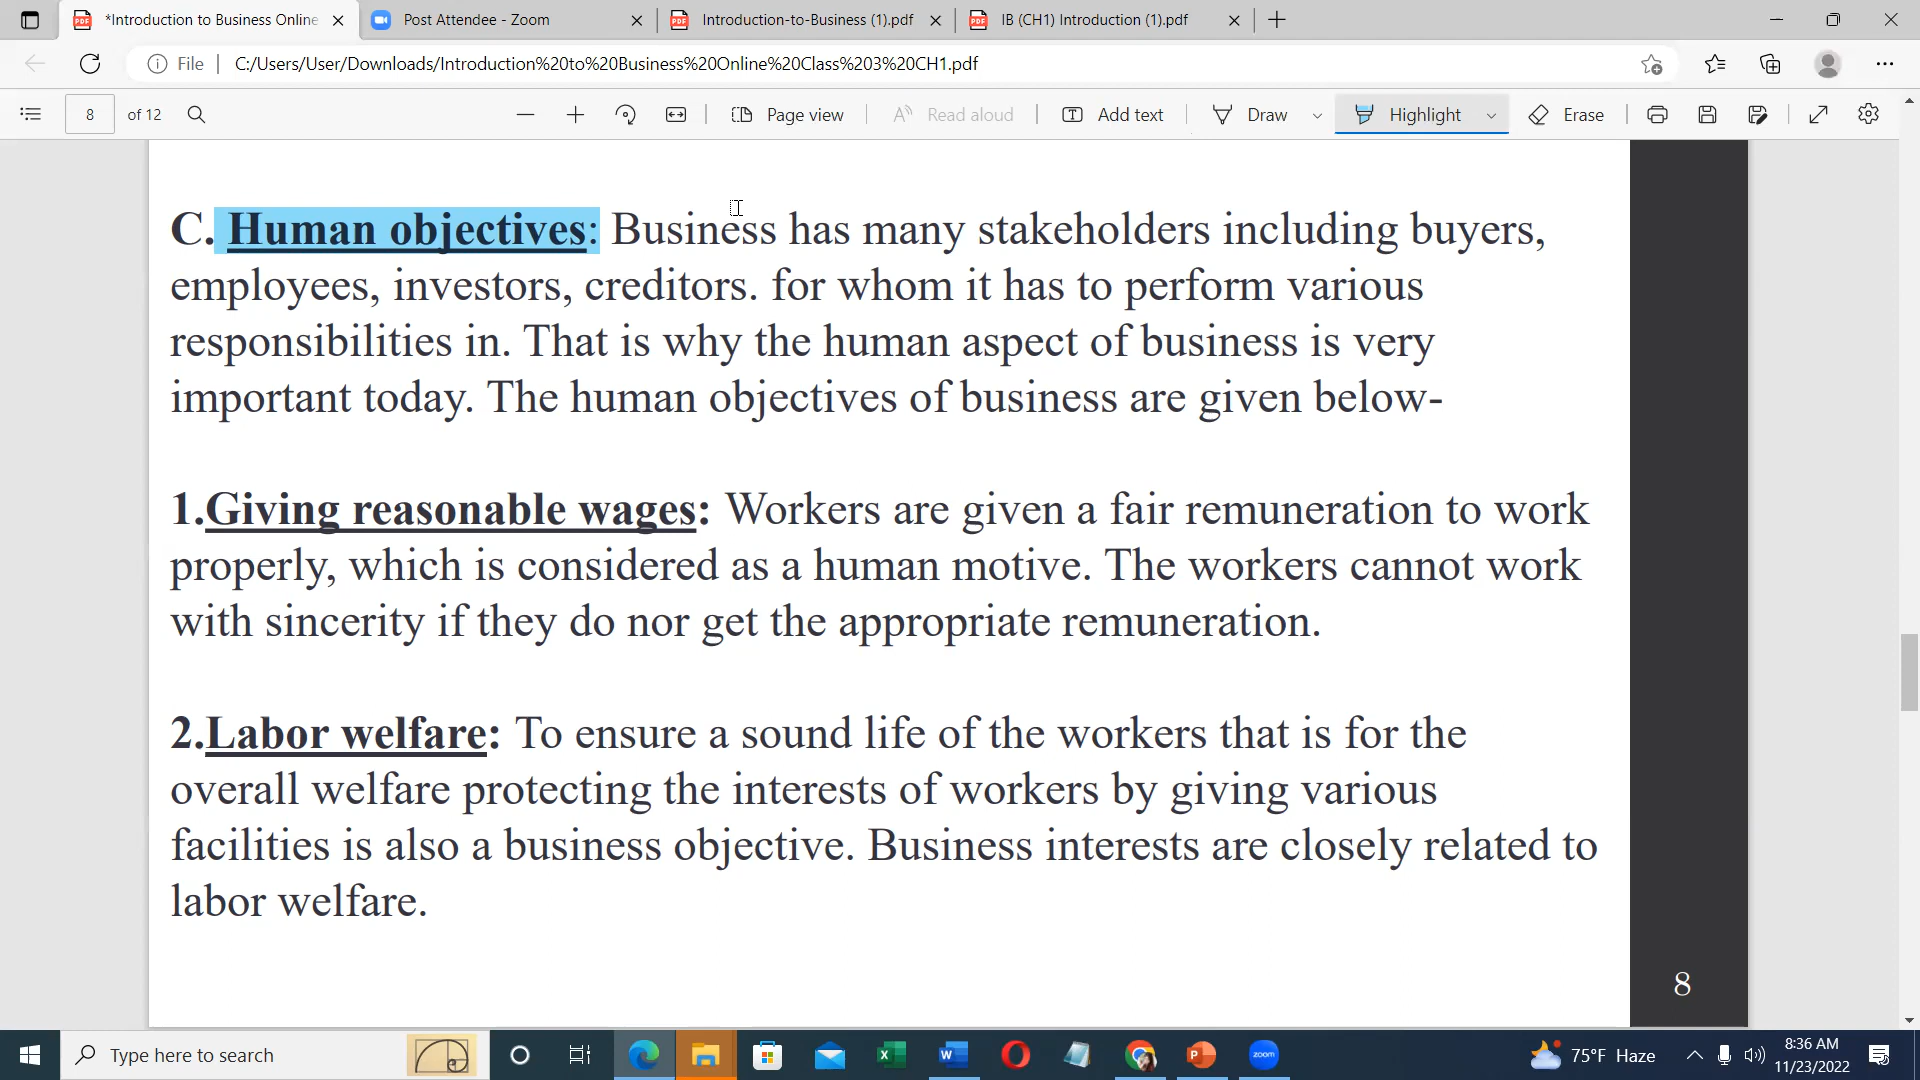 *Introduction to Business Online
Post Attendee - Zoom
Introduction-to-Business (1).pdf
IB (CH1) Introduction (1).pdf
File
C:/Users/User/Downloads/Introduction%20to%20Business%20Online%20Class%203%20CH1.pdf
8 of 12
Page view
Read aloud
Add text
Draw
Highlight
Erase
C. Human objectives: Business has many stakeholders including buyers,
employees, investors, creditors. for whom it has to perform various
responsibilities in. That is why the human aspect of business is very
important today. The human objectives of business are given below-
1.Giving reasonable wages: Workers are given a fair remuneration to work
properly, which is considered as a human motive. The workers cannot work
with sincerity if they do nor get the appropriate remuneration.
2.Labor welfare: To ensure a sound life of the workers that is for the
overall welfare protecting the interests of workers by giving various
facilities is also a business objective. Business interests are closely related to
labor welfare.
8
Type here to search
zoom
75°F Haze
8:36 AM
11/23/2022